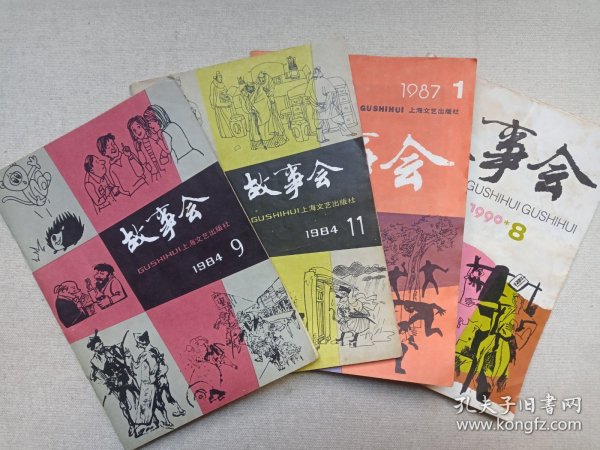 故事会
GUSHIHUI 上海文艺出版社
1984 9
故事会
GUSHIHUI 上海文艺出版社
1984 11
1987 1
GUSHIHUI 上海文艺出版社
事会
事会
GUSHIHUI GUSHIHUI
1990*8
孔夫子旧书网
www.kongfz.com